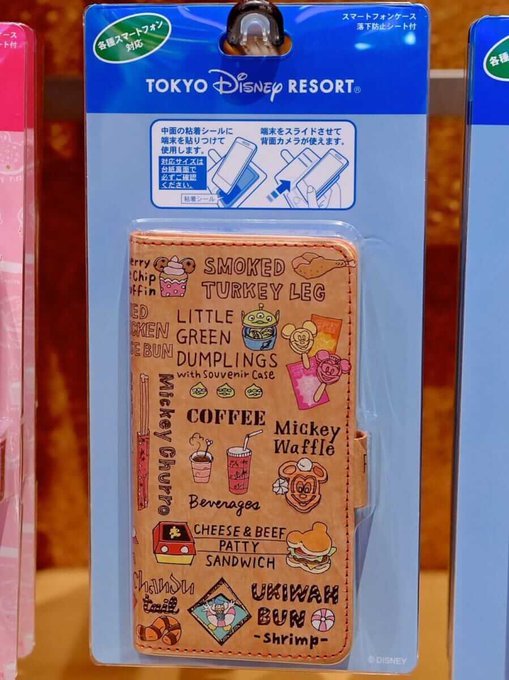 各種スマートフォン
対応
スマートフォンケース
落下防止シート付
TOKYO Disney RESORT®
中面の粘着シールに
端末を貼りつけて
使用します。
対応サイズは
台紙裏面で
必ずご確認
ください。
粘着シール
端末をスライドさせて
背面カメラが使えます。
SMOKED
TURKEY LEG
LITTLE
GREEN
DUMPLINGS
with Souvenir Case
Mickey Churro
COFFEE
Mickey
Waffle
Beverages
CHEESE & BEEF
PATTY
SANDWICH
chandu
tail
UKIWAH
BUN
-shrimp-
© DISNEY